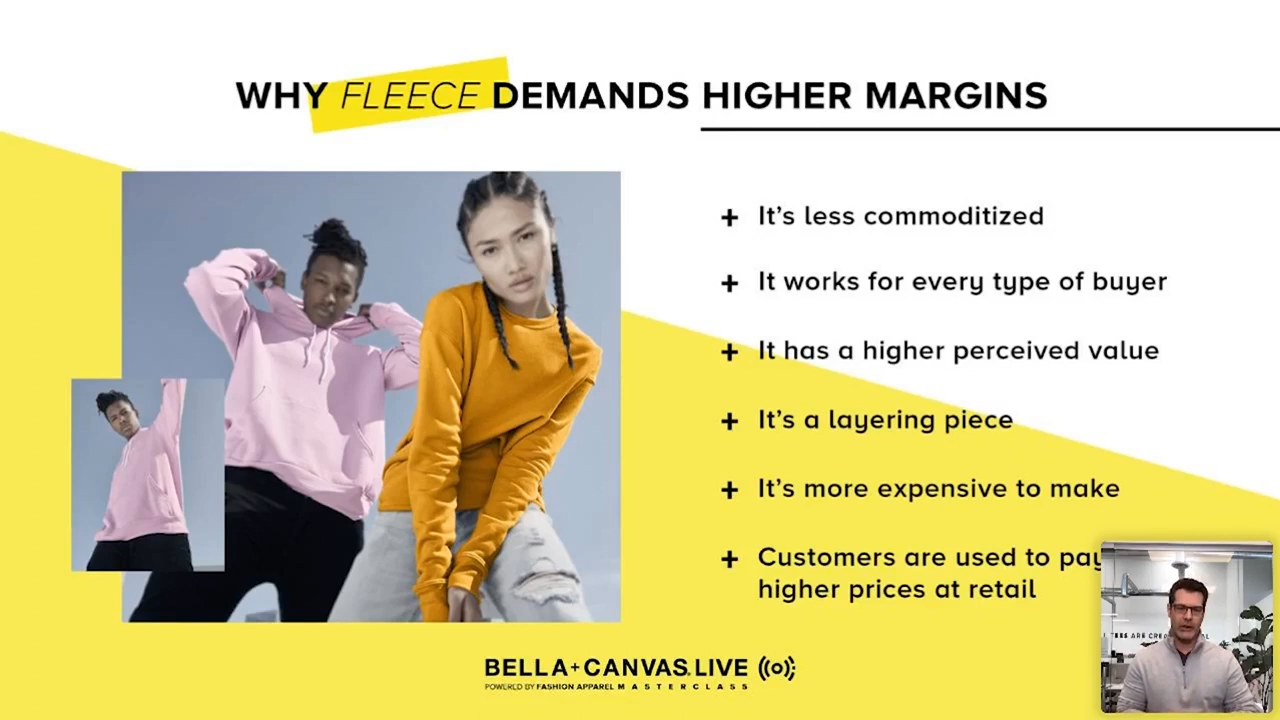 WHY FLEECE DEMANDS HIGHER MARGINS
+ It's less commoditized
+ It works for every type of buyer
+ It has a higher perceived value
+ It's a layering piece
+ It's more expensive to make
+ Customers are used to pay
higher prices at retail
TEES ARE
BELLA+CANVAS.LIVE
POWERED BY FASHION APPAREL MASTERCLASS